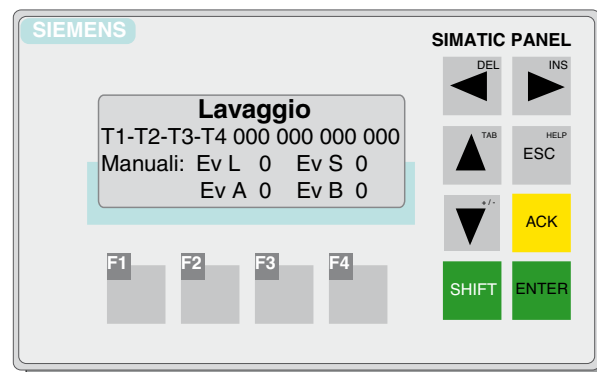 SIEMENS
SIMATIC PANEL
Lavaggio
T1-T2-T3-T4 000 000 000 000
Manuali: Ev L 0 Ev S 0
Ev A 0 Ev B 0
DEL
INS
TAB
HELP
ESC
+/-
ACK
F1 F2 F3 F4
SHIFT
ENTER